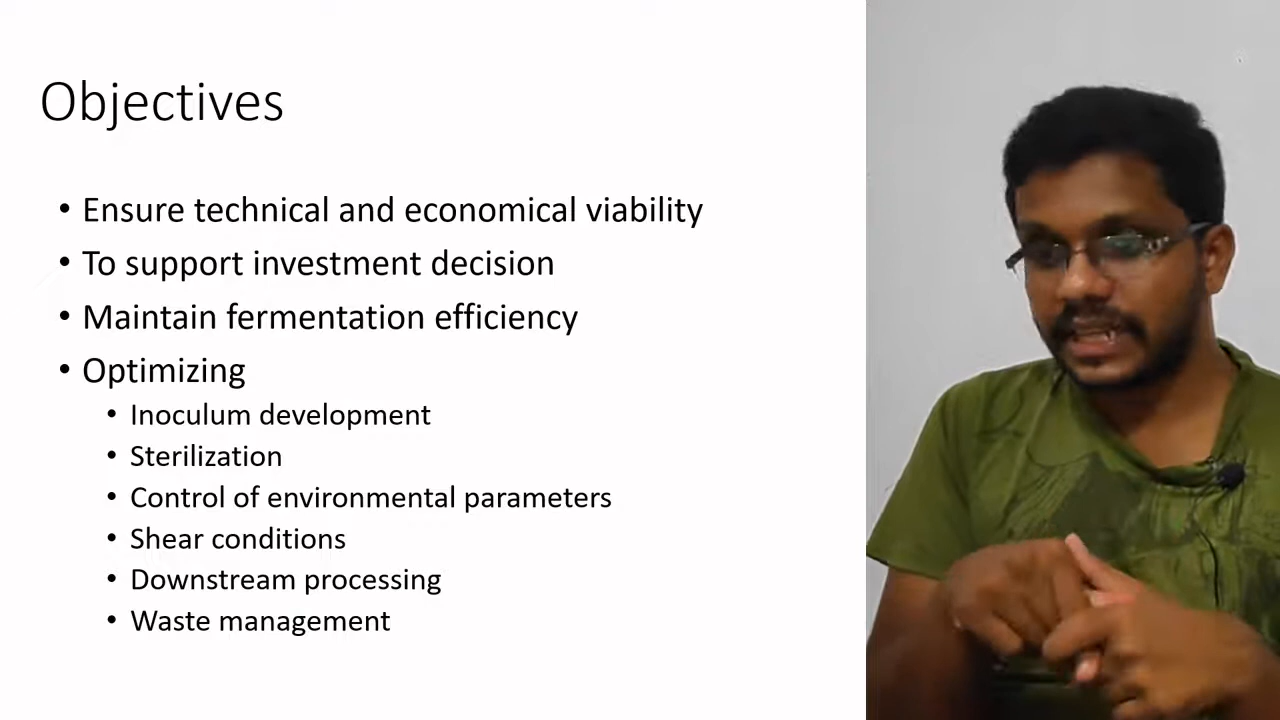 Objectives
• Ensure technical and economical viability
• To support investment decision
• Maintain fermentation efficiency
• Optimizing
• Inoculum development
• Sterilization
• Control of environmental parameters
• Shear conditions
• Downstream processing
• Waste management